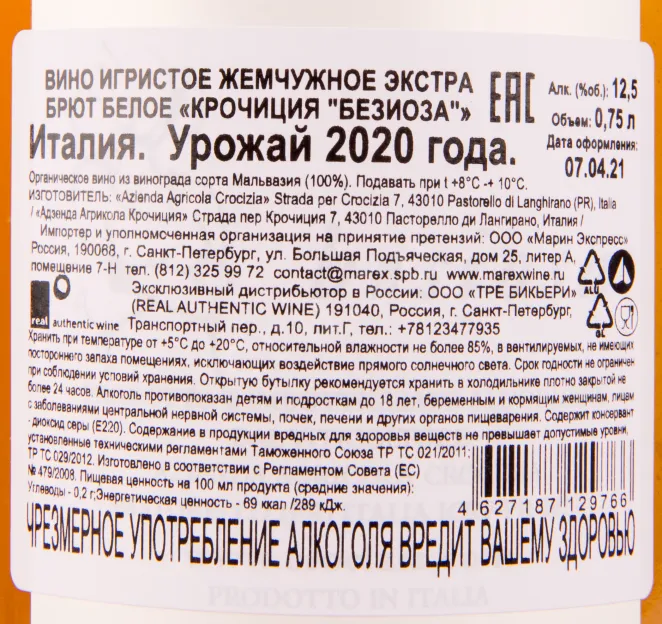 ВИНО ИГРИСТОЕ ЖЕМЧУЖНОЕ ЭКСТРА
БРЮТ БЕЛОЕ «КРОЧИЦИЯ "БЕЗИОЗА"»
EAC
Алк. (%об.): 12,5
Объем: 0,75 л
Дата оформления:
07.04.21
Италия. Урожай 2020 года.
Органическое вино из винограда сорта Мальвазия (100%). Подавать при t +8°C -+ 10°C.
ИЗГОТОВИТЕЛЬ: «Azienda Agricola Crocizia» Strada per Crocizia 7, 43010 Pastorello di Langhirano (PR), Italia
/ «Адзенда Агрикола Крочиция» Страда пер Крочиция 7, 43010 Пасторелло ди Лангирано, Италия /
Импортер и уполномоченная организация на принятие претензий: ООО «Марин Экспресс»
Россия, 190068, г. Санкт-Петербург, ул. Большая Подъяческая, дом 25, литер А,
помещение 7-Н тел. (812) 325 99 72 contact@marex.spb.ru www.marexwine.ru
Эксклюзивный дистрибьютор в России: ООО «ТРЕ БИКЬЕРИ»
(REAL AUTHENTIC WINE) 191040, Россия, г. Санкт-Петербург,
real authentic wine Транспортный пер., д.10, лит.Г, тел.: +78123477935
ALU
GL
Хранить при температуре от +5°C до +20°C, относительной влажности не более 85%, в вентилируемых, не имеющих
постороннего запаха помещениях, исключающих воздействие прямого солнечного света. Срок годности не ограничен
при соблюдении условий хранения. Открытую бутылку рекомендуется хранить в холодильнике плотно закрытой не
более 24 часов. Алкоголь противопоказан детям и подросткам до 18 лет, беременным и кормящим женщинам, лицам
с заболеваниями центральной нервной системы, почек, печени и других органов пищеварения. Содержит консервант
- диоксид серы (E220). Содержание в продукции вредных для здоровья веществ не превышает допустимые уровни,
установленные техническими регламентами Таможенного Союза ТР ТС 021/2011;
ТР ТС 029/2012. Изготовлено в соответствии с Регламентом Совета (ЕС)
№ 479/2008. Пищевая ценность на 100 мл продукта (средние значения):
Углеводы - 0,2 г;Энергетическая ценность - 69 ккал /289 кДж.
4 627187 129766
ЧРЕЗМЕРНОЕ УПОТРЕБЛЕНИЕ АЛКОГОЛЯ ВРЕДИТ ВАШЕМУ ЗДОРОВЬЮ
PRODOTTO IN ITALIA